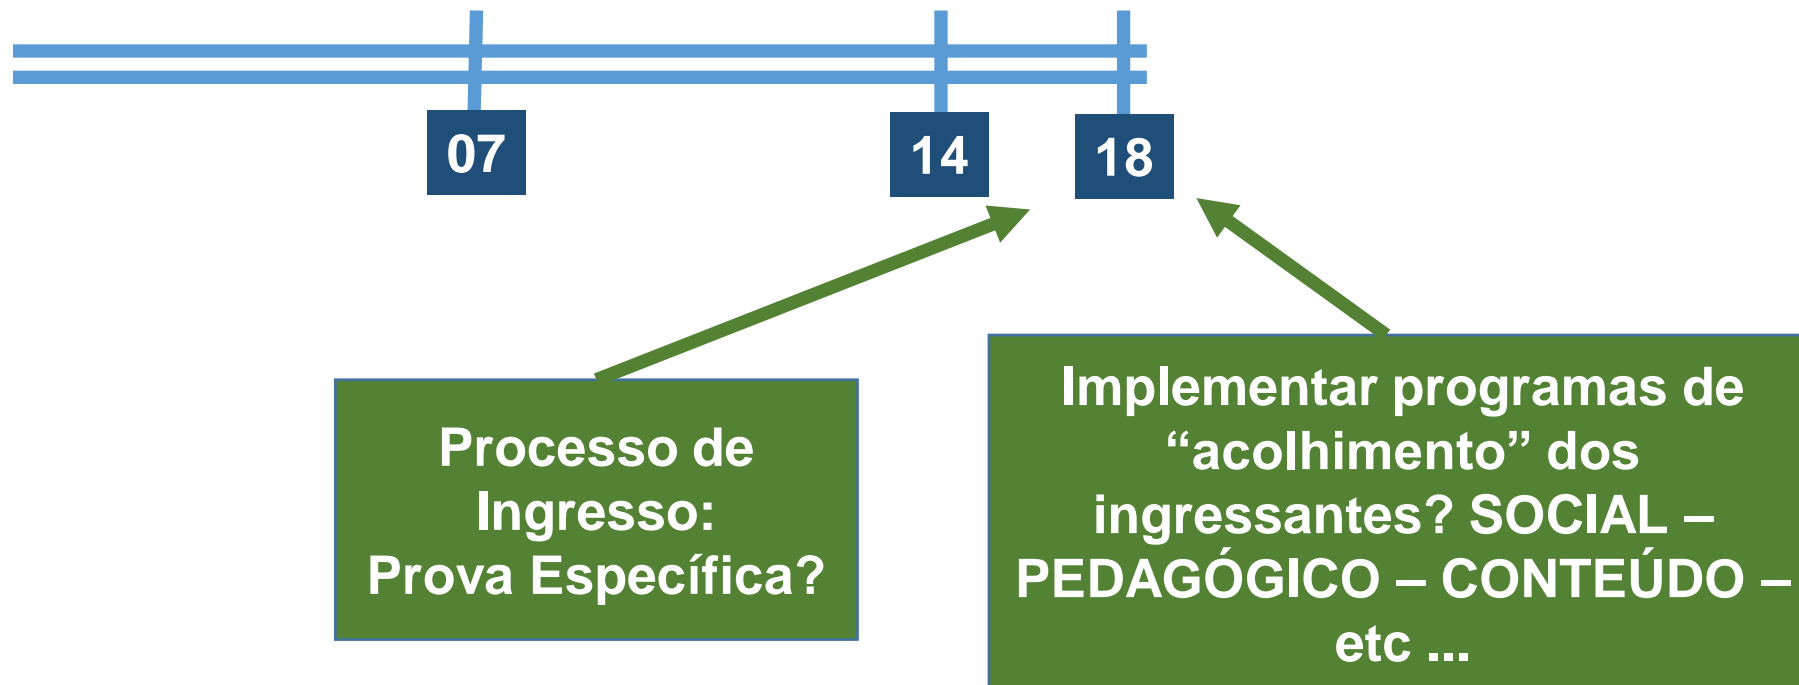 07
14
18
Processo de
Ingresso:
Prova Específica?
Implementar programas de
“acolhimento” dos
ingressantes? SOCIAL –
PEDAGÓGICO – CONTEÚDO –
etc ...